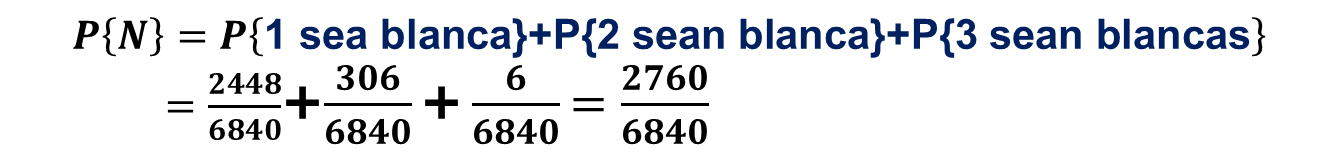 P{N} = P{1 sea blanca}+P{2 sean blanca}+P{3 sean blancas}
= 2448/6840 + 306/6840 + 6/6840 = 2760/6840